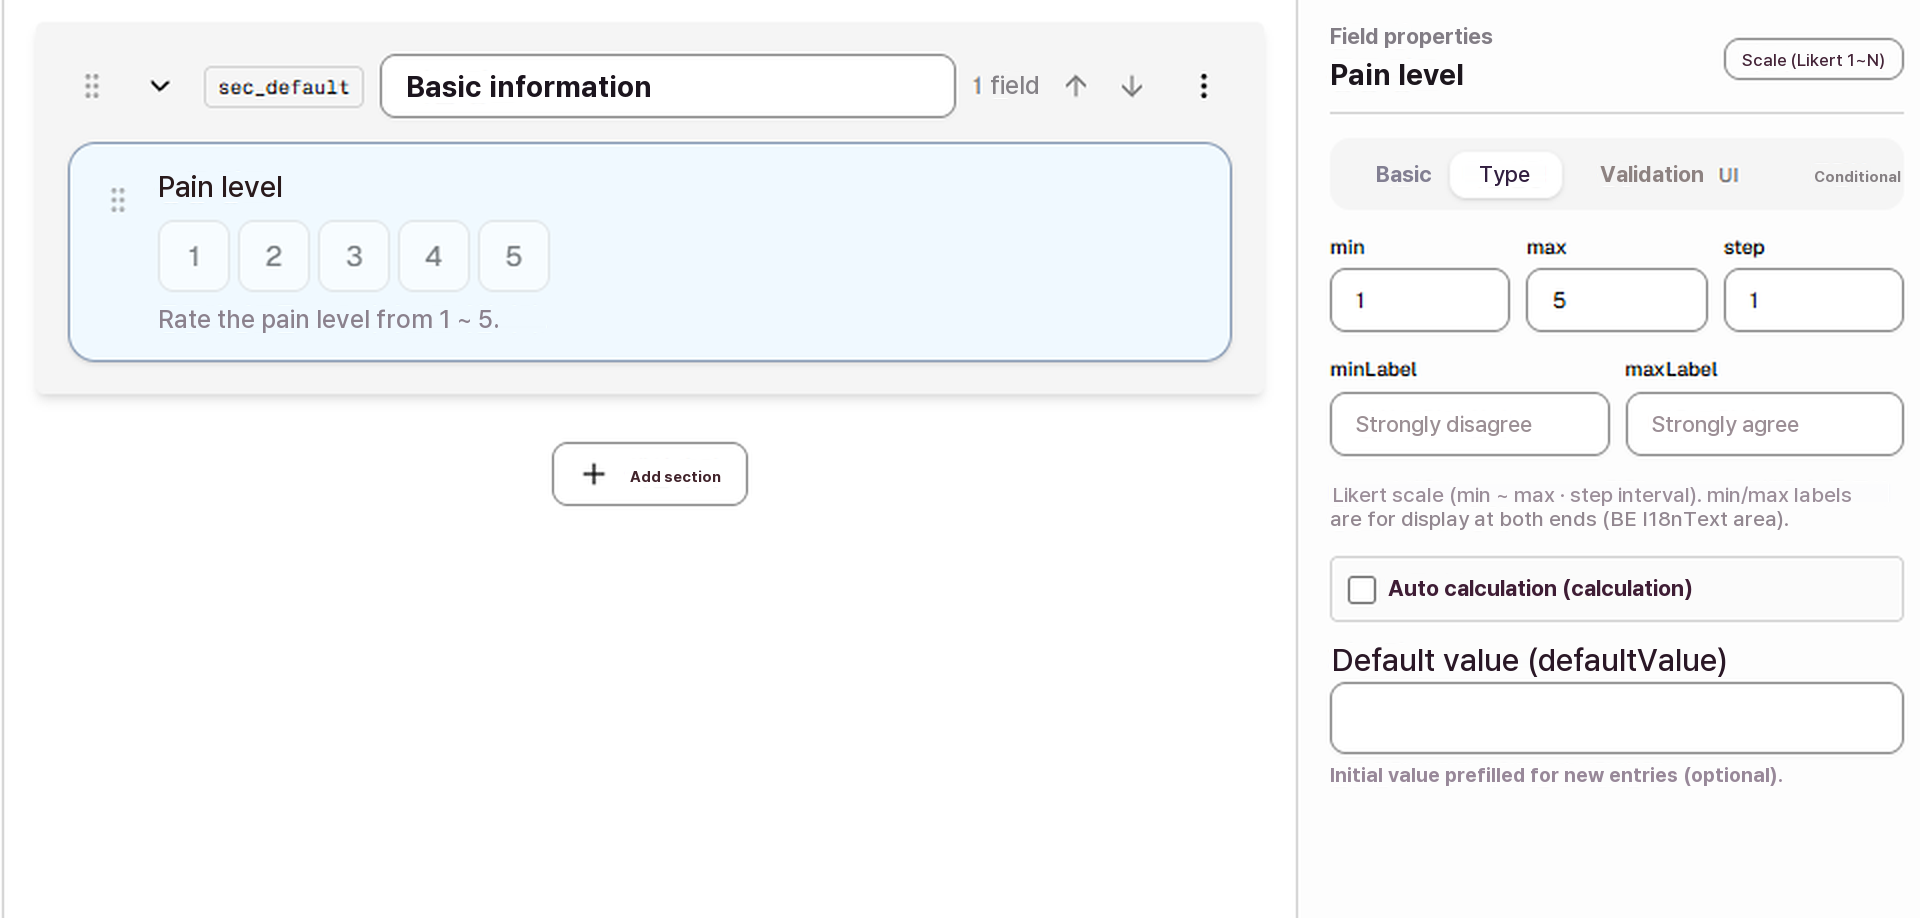 sec_default
Basic information
1 field
Pain level
1 2 3 4 5
Rate the pain level from 1 ~ 5.
Add section
Field properties
Pain level
Scale (Likert 1~N)
Basic Type Validation UI Conditional
min max step
1 5 1
minLabel maxLabel
Strongly disagree Strongly agree
Likert scale (min ~ max · step interval). min/max labels
are for display at both ends (BE I18nText area).
Auto calculation (calculation)
Default value (defaultValue)
Initial value prefilled for new entries (optional).